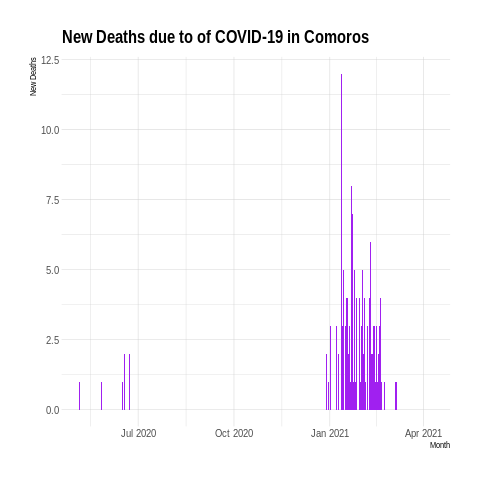 New Deaths due to of COVID-19 in Comoros
New Deaths
12.5
10.0
7.5
5.0
2.5
0.0
Jul 2020
Oct 2020
Jan 2021
Apr 2021
Month